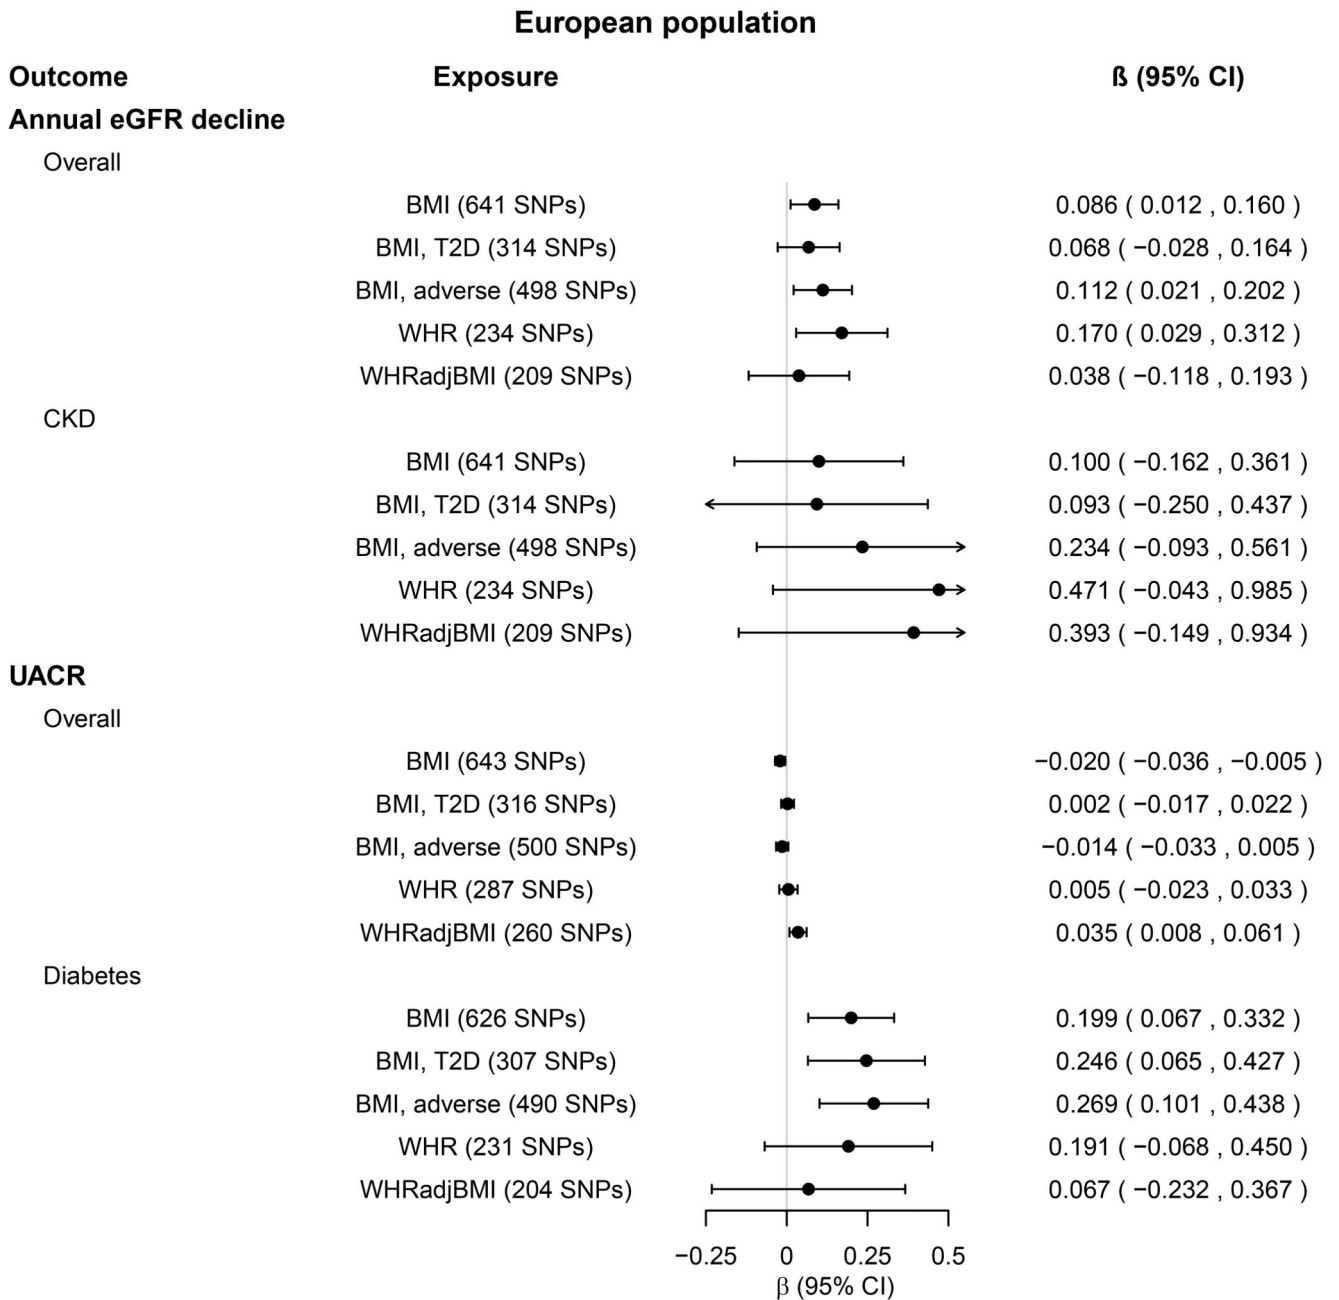 European population
Outcome Exposure ß (95% CI)
Annual eGFR decline
Overall
BMI (641 SNPs) 0.086 ( 0.012 , 0.160 )
BMI, T2D (314 SNPs) 0.068 ( −0.028 , 0.164 )
BMI, adverse (498 SNPs) 0.112 ( 0.021 , 0.202 )
WHR (234 SNPs) 0.170 ( 0.029 , 0.312 )
WHRadjBMI (209 SNPs) 0.038 ( −0.118 , 0.193 )
CKD
BMI (641 SNPs) 0.100 ( −0.162 , 0.361 )
BMI, T2D (314 SNPs) 0.093 ( −0.250 , 0.437 )
BMI, adverse (498 SNPs) 0.234 ( −0.093 , 0.561 )
WHR (234 SNPs) 0.471 ( −0.043 , 0.985 )
WHRadjBMI (209 SNPs) 0.393 ( −0.149 , 0.934 )
UACR
Overall
BMI (643 SNPs) −0.020 ( −0.036 , −0.005 )
BMI, T2D (316 SNPs) 0.002 ( −0.017 , 0.022 )
BMI, adverse (500 SNPs) −0.014 ( −0.033 , 0.005 )
WHR (287 SNPs) 0.005 ( −0.023 , 0.033 )
WHRadjBMI (260 SNPs) 0.035 ( 0.008 , 0.061 )
Diabetes
BMI (626 SNPs) 0.199 ( 0.067 , 0.332 )
BMI, T2D (307 SNPs) 0.246 ( 0.065 , 0.427 )
BMI, adverse (490 SNPs) 0.269 ( 0.101 , 0.438 )
WHR (231 SNPs) 0.191 ( −0.068 , 0.450 )
WHRadjBMI (204 SNPs) 0.067 ( −0.232 , 0.367 )
−0.25 0 0.25 0.5
β (95% CI)